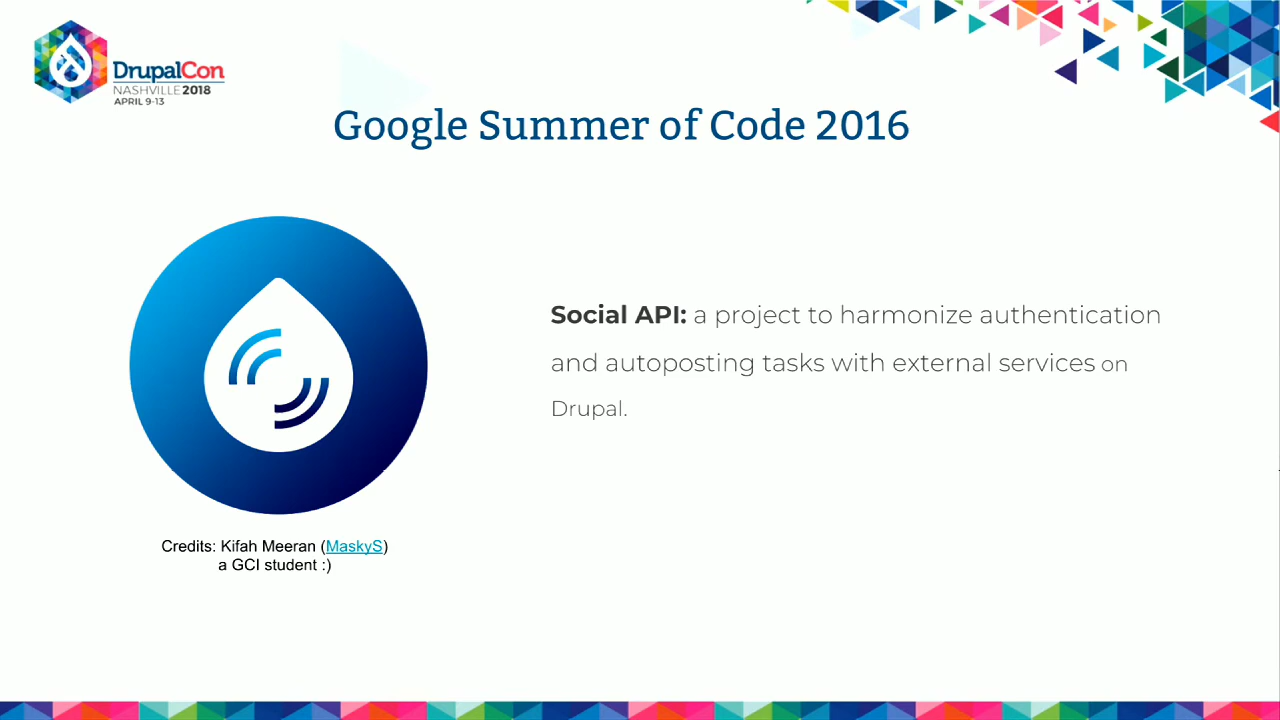 DrupalCon
NASHVILLE 2018
APRIL 9-13
Google Summer of Code 2016
Social API: a project to harmonize authentication
and autoposting tasks with external services on
Drupal.
Credits: Kifah Meeran (MaskyS)
a GCI student :)